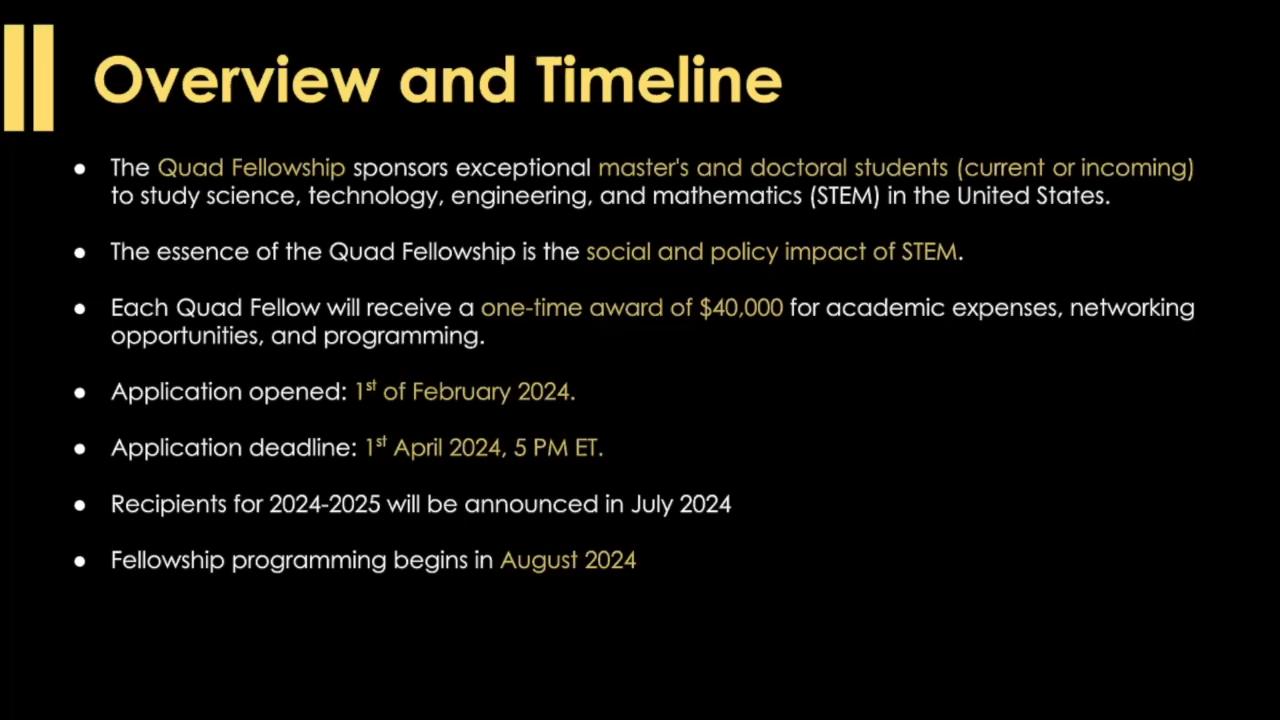 Overview and Timeline
● The Quad Fellowship sponsors exceptional master's and doctoral students (current or incoming)
to study science, technology, engineering, and mathematics (STEM) in the United States.
● The essence of the Quad Fellowship is the social and policy impact of STEM.
● Each Quad Fellow will receive a one-time award of $40,000 for academic expenses, networking
opportunities, and programming.
● Application opened: 1st of February 2024.
● Application deadline: 1st April 2024, 5 PM ET.
● Recipients for 2024-2025 will be announced in July 2024
● Fellowship programming begins in August 2024